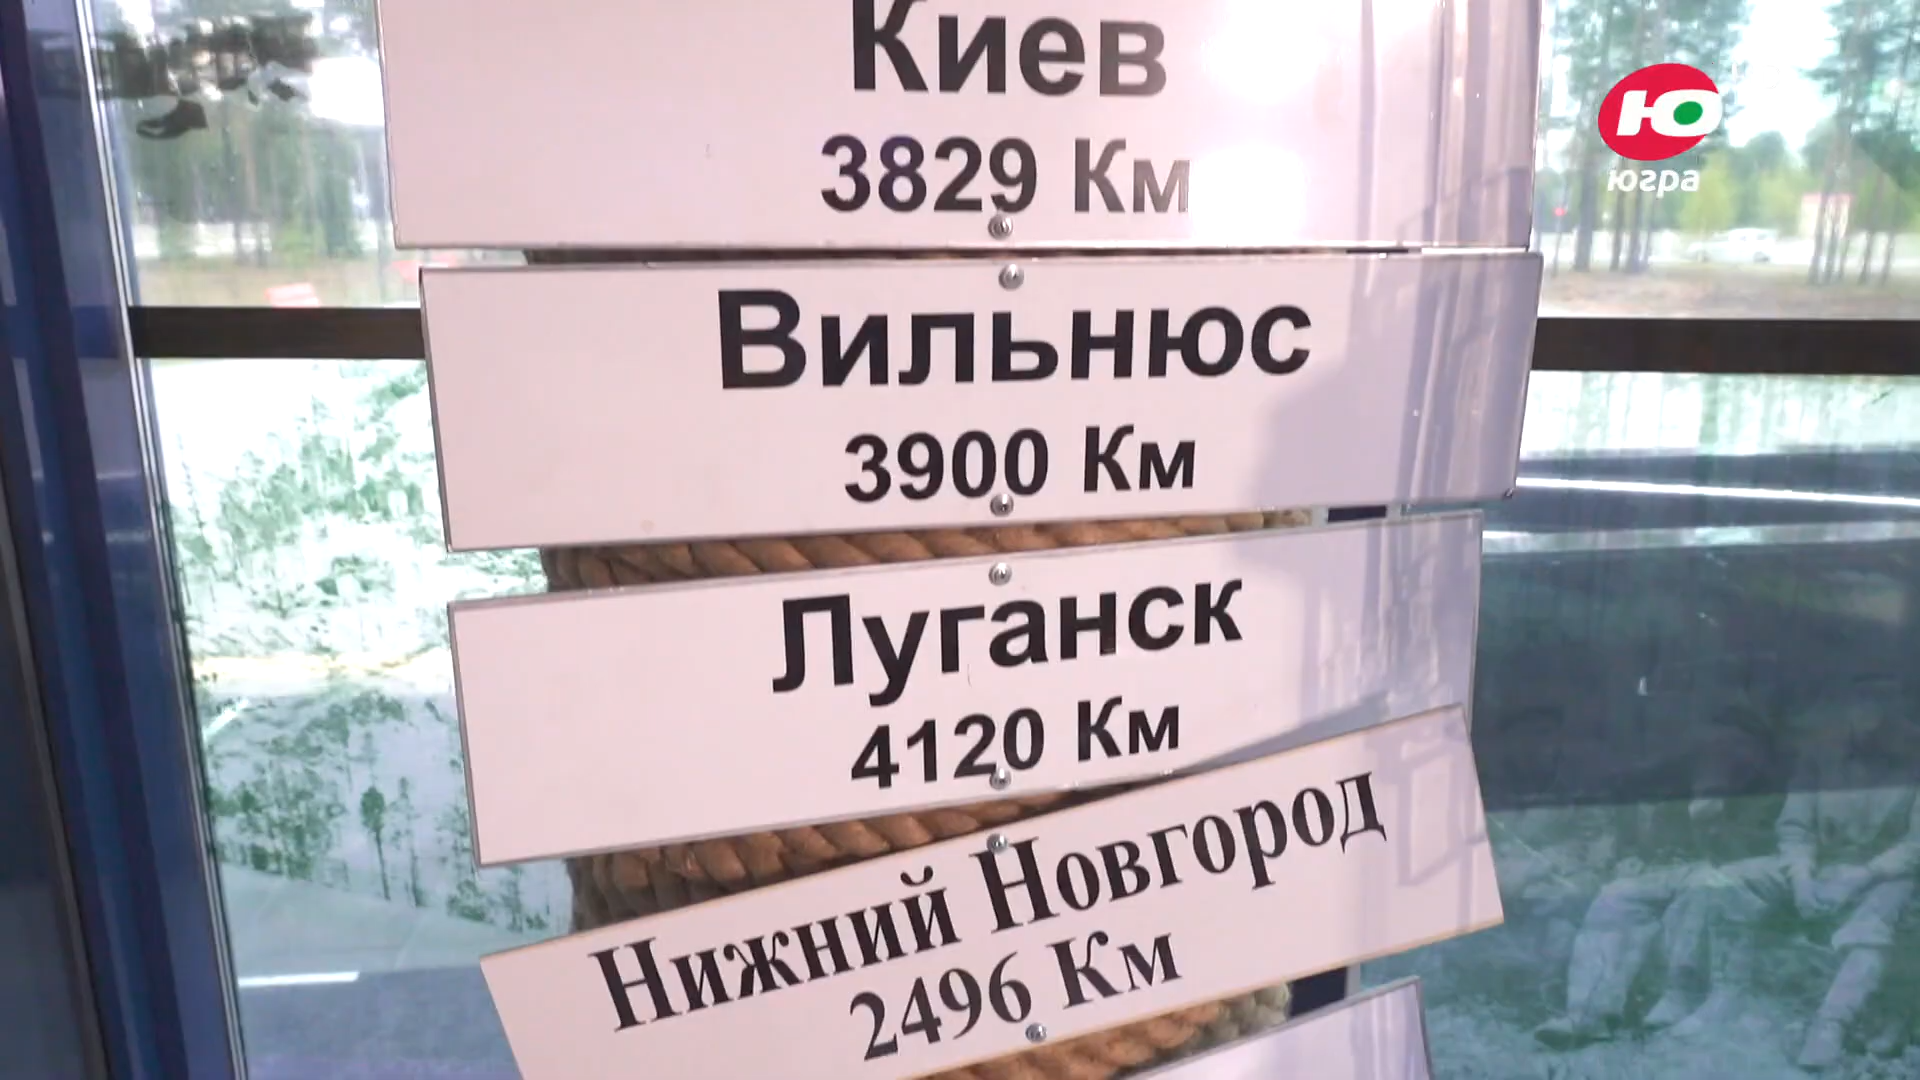 Киев
3829 Км
Ю
югра
Вильнюс
3900 Км
Луганск
4120 Км
Нижний Новгород
2496 Км